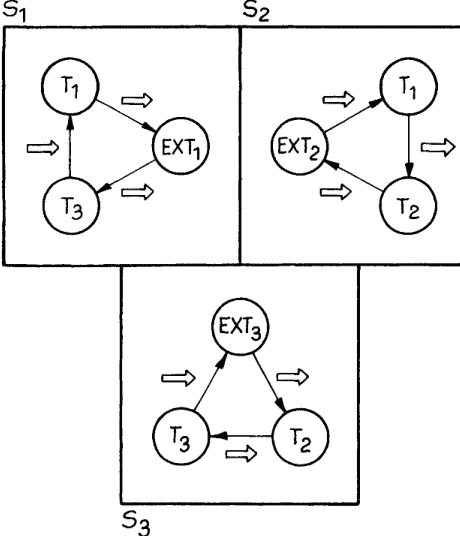 S₁
S₂
T₁
EXT₁
T₃
T₁
EXT₂
T₂
EXT₃
T₃
T₂
S₃